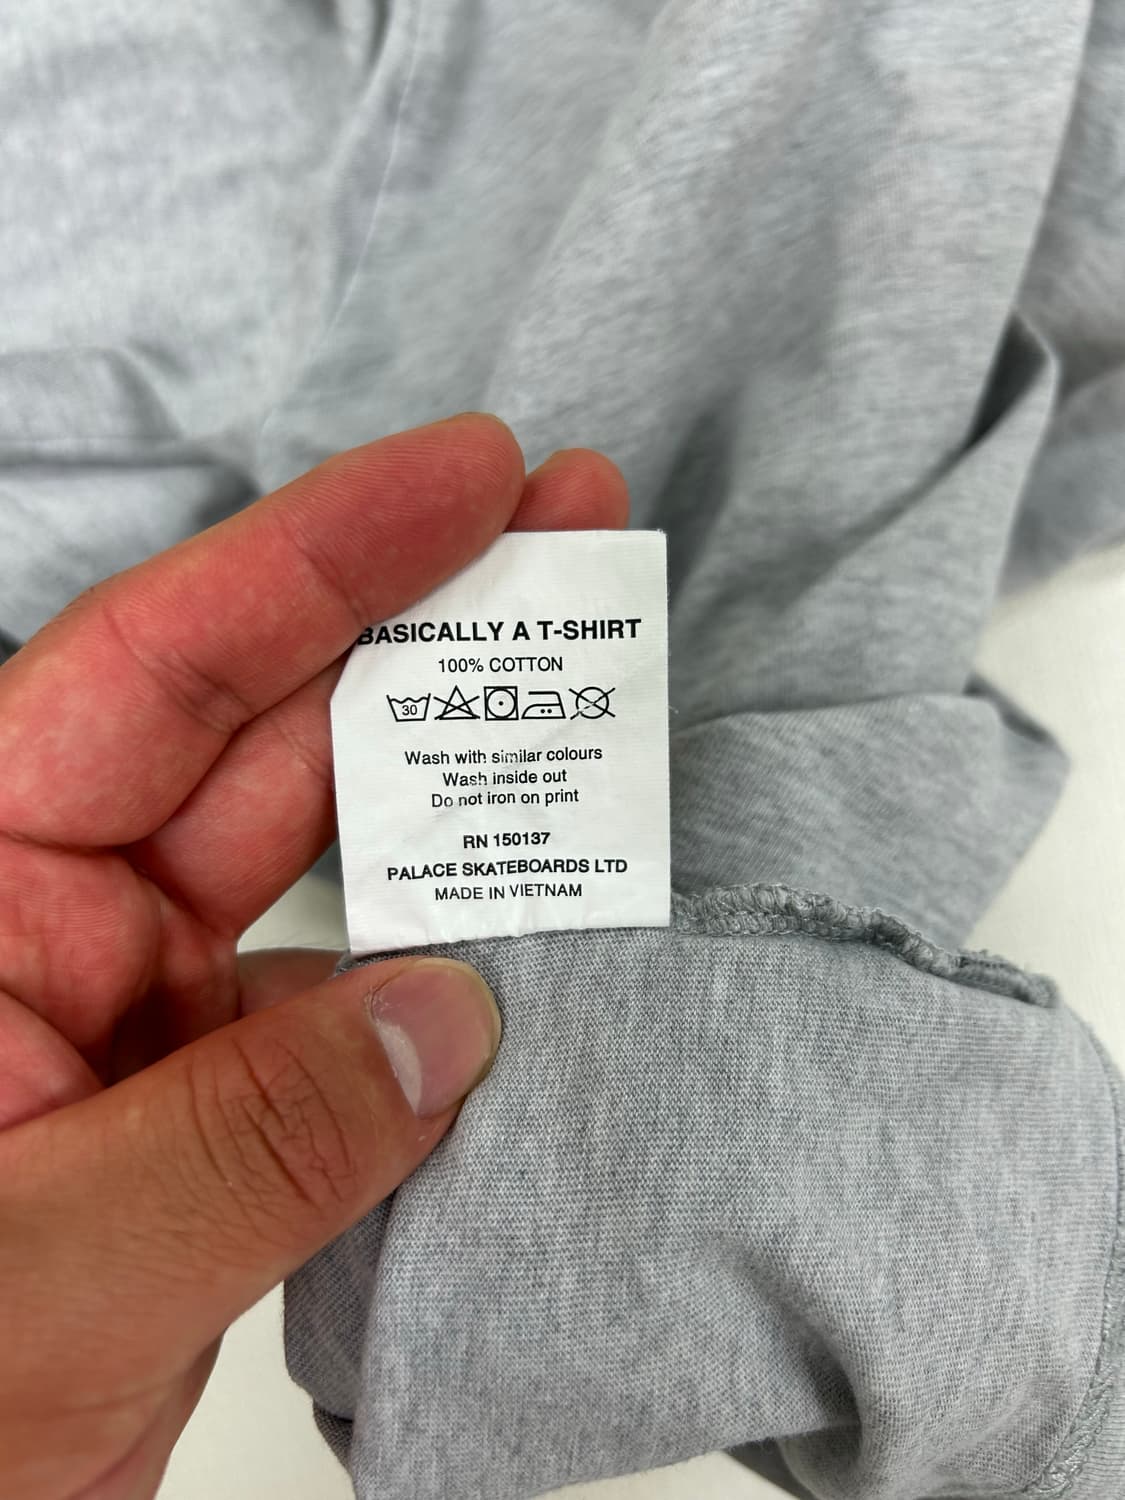 BASICALLY A T-SHIRT
100% COTTON
30
Wash with similar colours
Wash inside out
Do not iron on print
RN 150137
PALACE SKATEBOARDS LTD
MADE IN VIETNAM